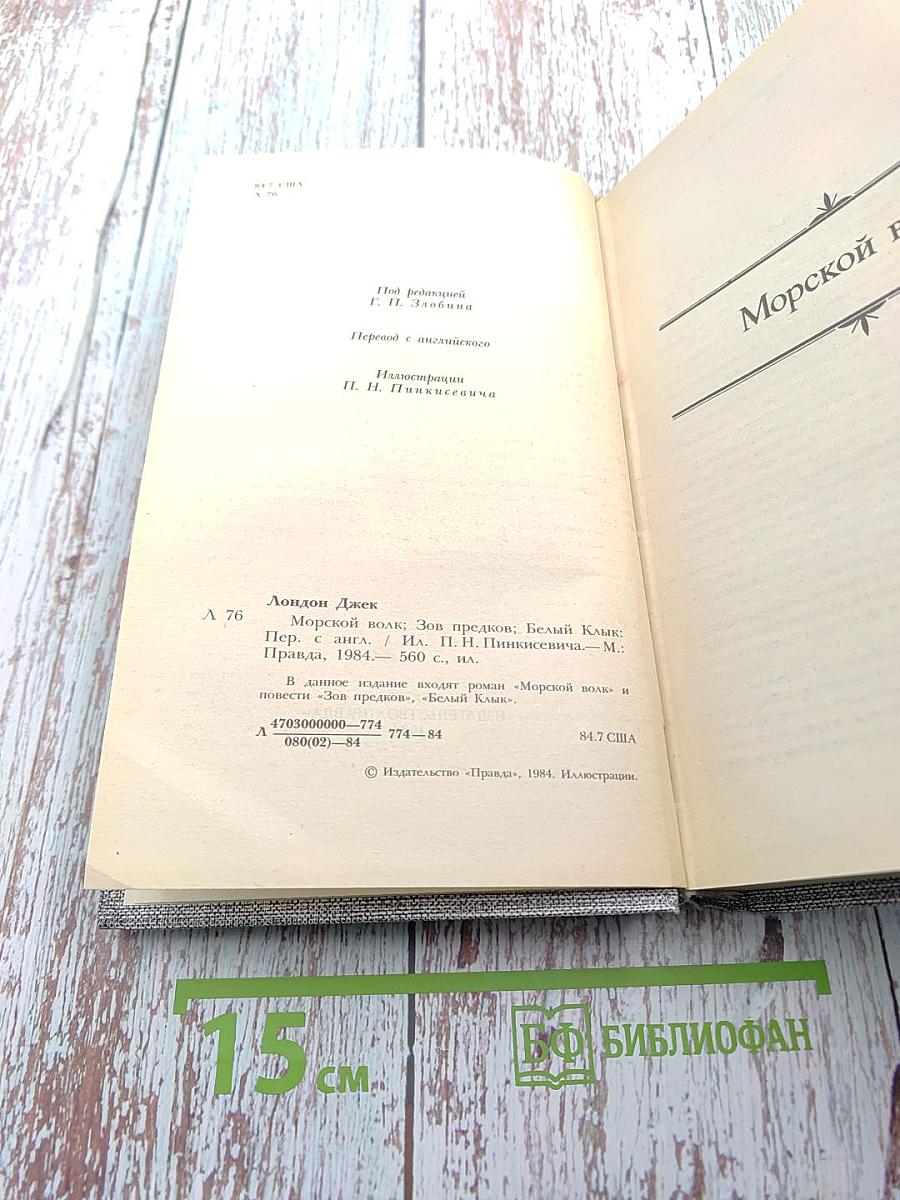 84.7 США
Л 76
Под редакцией
Г. П. Злобина
Перевод с английского
Иллюстрации
П. Н. Пинкисевича
Лондон Джек
Л 76
Морской волк; Зов предков; Белый Клык:
Пер. с англ. / Ил. П. Н. Пинкисевича.— М.:
Правда, 1984.— 560 с., ил.
В данное издание входят роман «Морской волк» и
повести «Зов предков», «Белый Клык».
Л 4703000000—774 774—84
080(02)—84
84.7 США
© Издательство «Правда», 1984. Иллюстрации.
Морской в
15 см
БФ БИБЛИОФАН